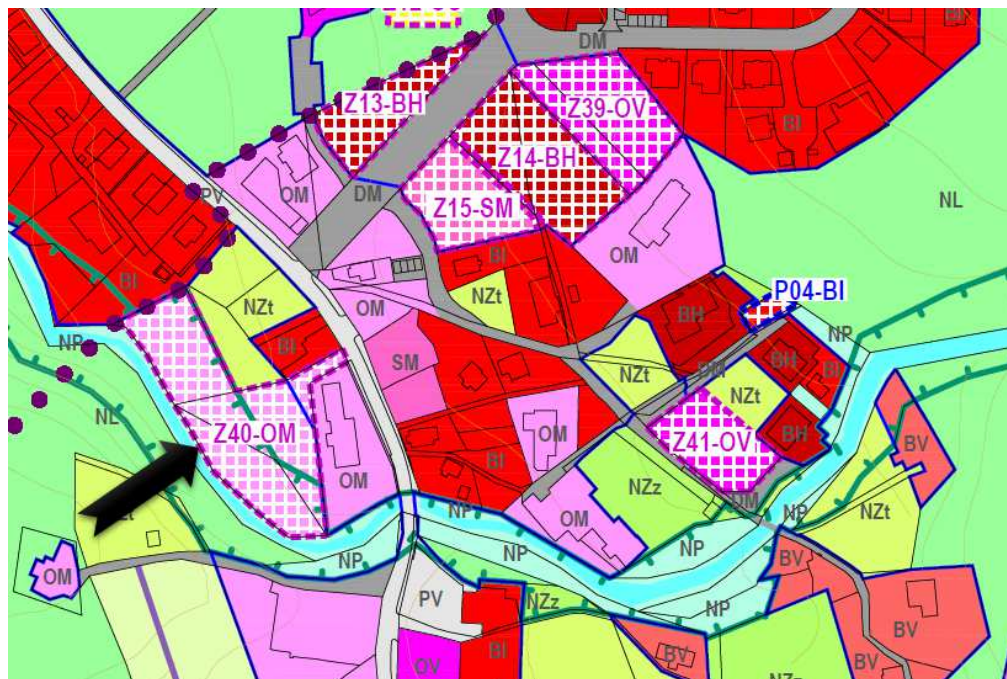 DM
BI
Z13-BH
Z39-OV
BI
Z14-BH
PV
OM
DM
Z15-SM
NL
BI
OM
BI
NZt
P04-BI
OM
BH
NP
BI
SM
NP
NZt
BH
BI
NL
NZt
Z40-OM
OM
Z41-OV
BH
BV
OM
BI
NZz
DM
NP
NP
NZt
OM
OM
NP
NP
NP
BV
PV
NZz
NP
BV
OV
BI
BV
BV